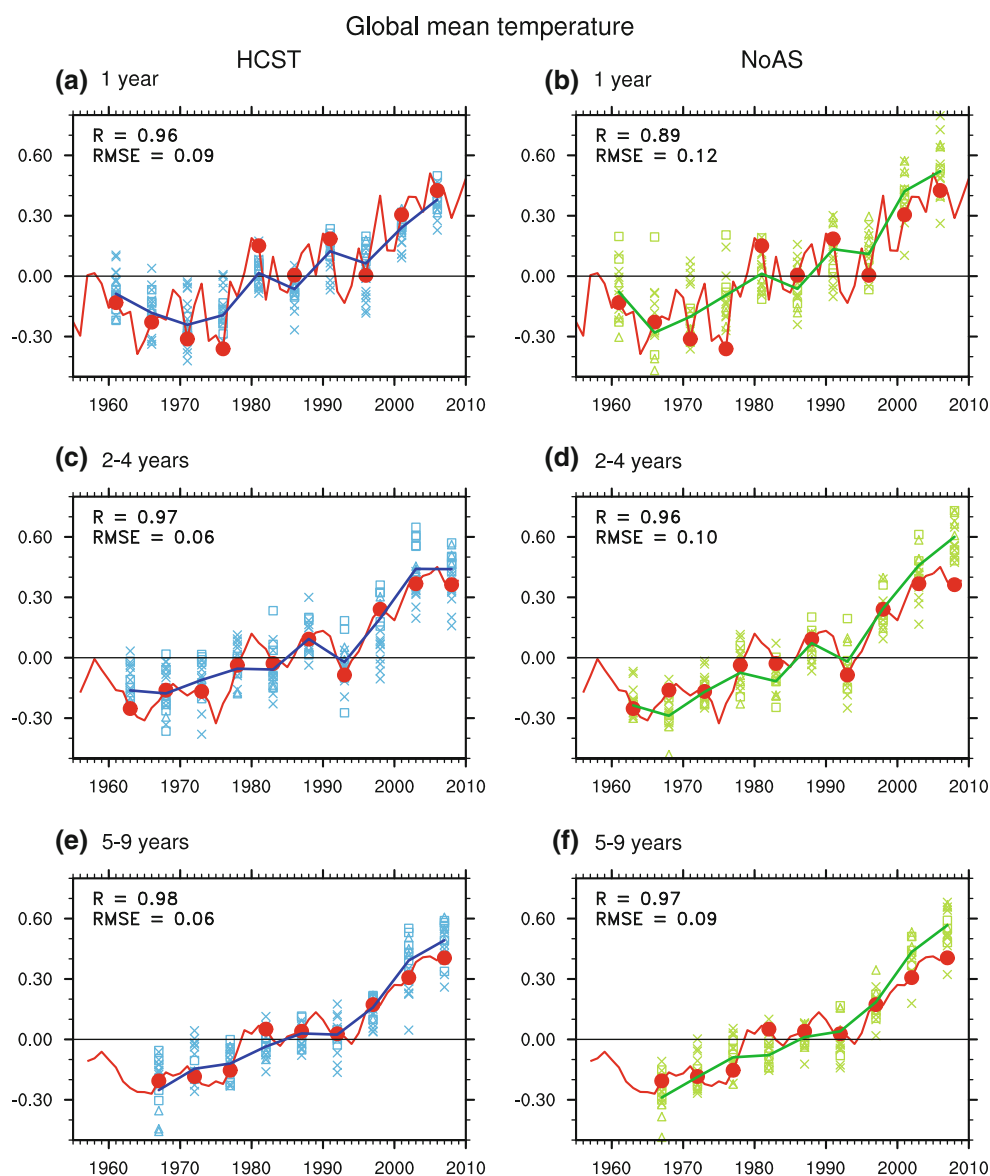 Global mean temperature
HCST
NoAS
(a) 1 year
(b) 1 year
R = 0.96
RMSE = 0.09
R = 0.89
RMSE = 0.12
0.60
0.30
0.00
-0.30
0.60
0.30
0.00
-0.30
1960 1970 1980 1990 2000 2010
1960 1970 1980 1990 2000 2010
(c) 2-4 years
(d) 2-4 years
R = 0.97
RMSE = 0.06
R = 0.96
RMSE = 0.10
0.60
0.30
0.00
-0.30
0.60
0.30
0.00
-0.30
1960 1970 1980 1990 2000 2010
1960 1970 1980 1990 2000 2010
(e) 5-9 years
(f) 5-9 years
R = 0.98
RMSE = 0.06
R = 0.97
RMSE = 0.09
0.60
0.30
0.00
-0.30
0.60
0.30
0.00
-0.30
1960 1970 1980 1990 2000 2010
1960 1970 1980 1990 2000 2010